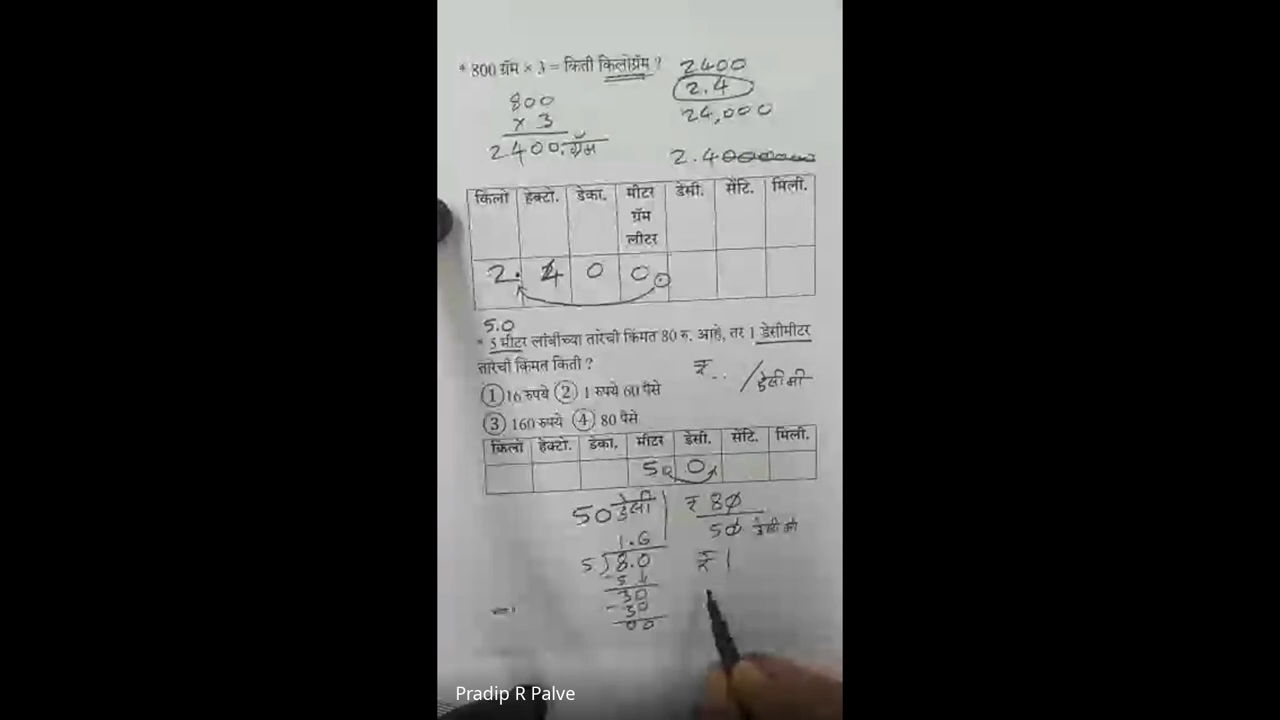 * 800 ग्रॅम × 3 = किती किलोग्रॅम ?
2400
2.4
24,000
800
× 3
2400.ग्रॅम
2.4
किलो हेक्टो. डेका. मीटर ग्रॅम लीटर डेसी. सेंटि. मिली.
2. 4 0 0
5.0
* 5 मीटर लांबीच्या तारेची किंमत 80 रु. आहे, तर 1 डेसीमीटर
तारेची किंमत किती ?
₹.. / डेसीमी
1 16 रुपये 2 1 रुपये 60 पैसे
3 160 रुपये 4 80 पैसे
किलो हेक्टो. डेका. मीटर डेसी. सेंटि. मिली.
5 0
50 डेसी
₹ 80
50
1.6
5)8.0
- 5
30
- 30
00
₹ 1
Pradip R Palve